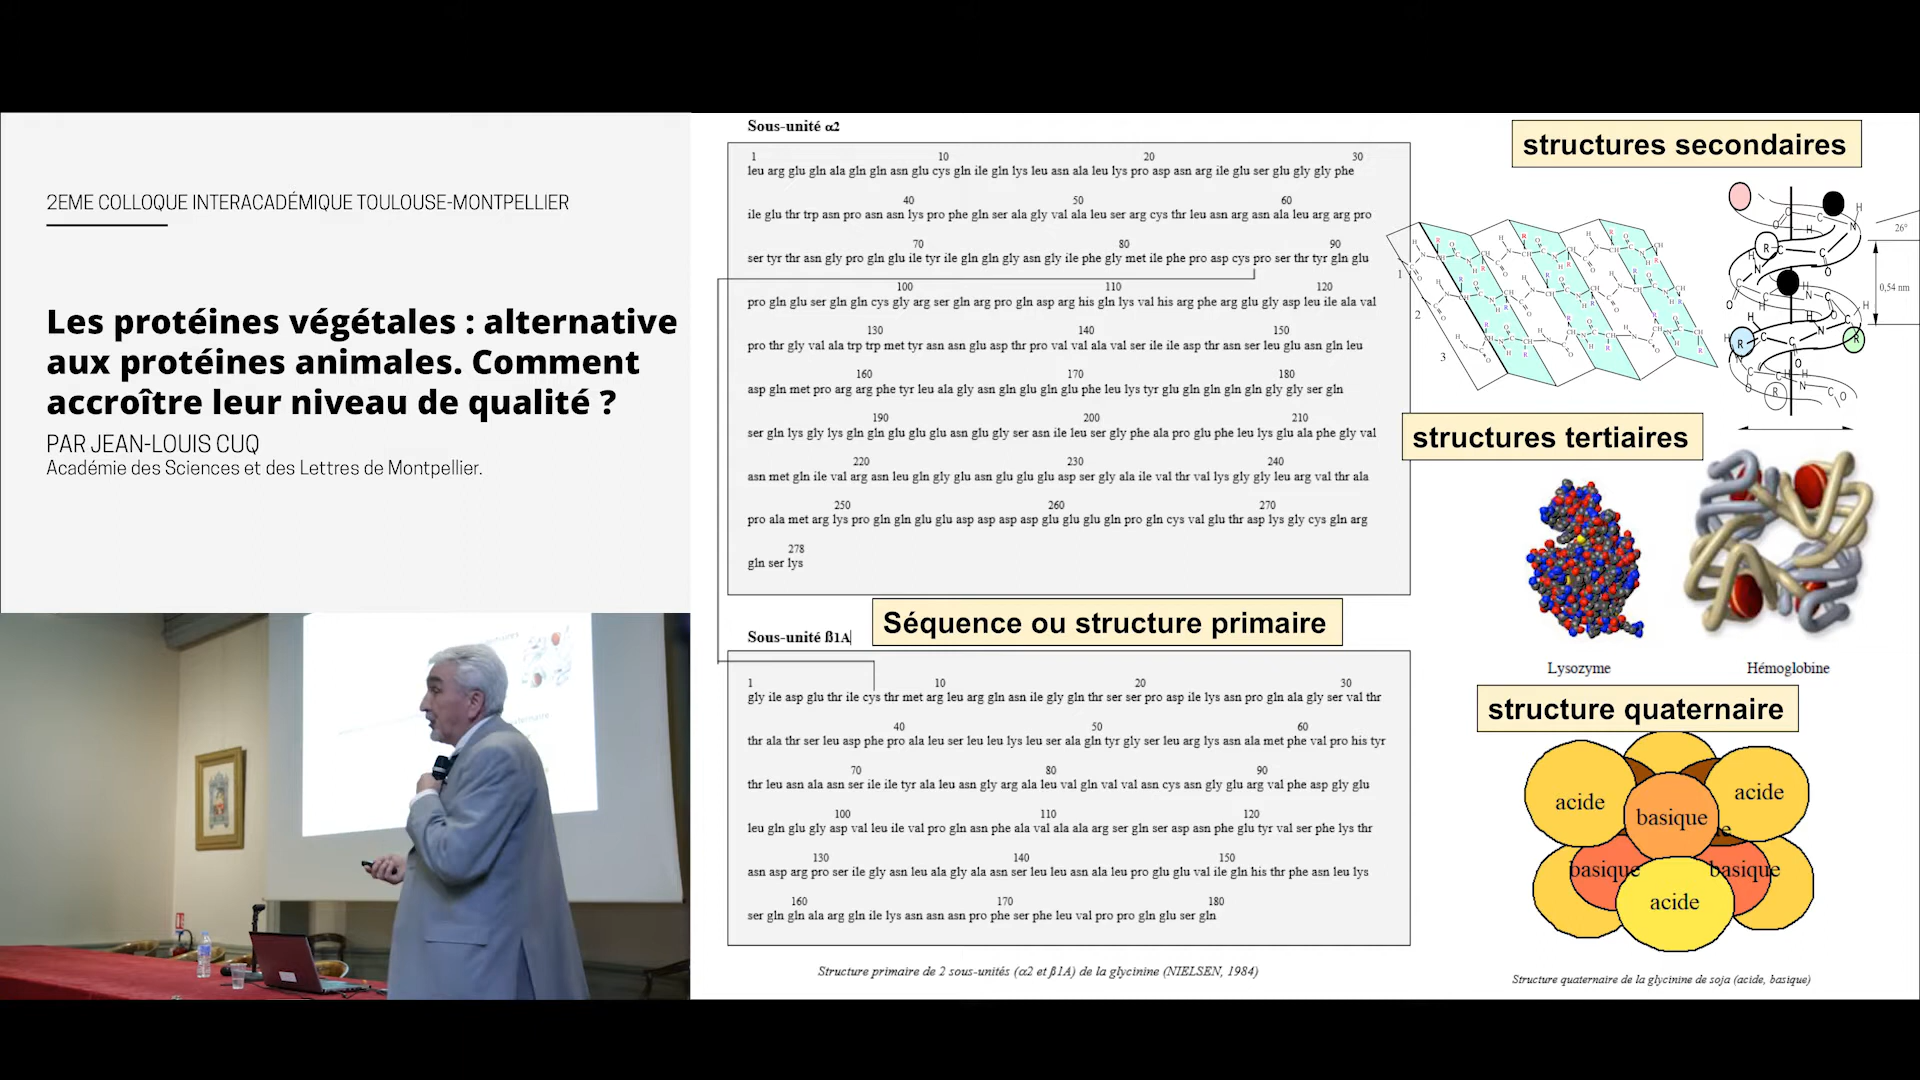 2EME COLLOQUE INTERACADÉMIQUE TOULOUSE-MONTPELLIER
Les protéines végétales : alternative
aux protéines animales. Comment
accroître leur niveau de qualité ?
PAR JEAN-LOUIS CUQ
Académie des Sciences et des Lettres de Montpellier.
Sous-unité α2
1 10 20 30
leu arg glu gln ala gln gln asn glu cys gln ile gln lys leu asn ala leu lys pro asp asn arg ile glu ser glu gly gly phe
40 50 60
ile glu thr trp asn pro asn asn lys pro phe gln ser ala gly val ala leu ser arg cys thr leu asn arg asn ala leu arg arg pro
70 80 90
ser tyr thr asn gly pro gln glu ile tyr ile gln gln gly asn gly ile phe gly met ile phe pro asp cys pro ser thr tyr gln glu
100 110 120
pro gln glu ser gln gln cys gly arg ser gln arg pro gln asp arg his gln lys val his arg phe arg glu gly asp leu ile ala val
130 140 150
pro thr gly val ala trp trp met tyr asn asn glu asp thr pro val val ala val ser ile ile asp thr asn ser leu glu asn gln leu
160 170 180
asp gln met pro arg arg phe tyr leu ala gly asn gln glu gln glu phe leu lys tyr glu gln gln gln gln gly gly ser gln
190 200 210
ser gln lys gly lys gln gln glu glu glu asn glu gly ser asn ile leu ser gly phe ala pro glu phe leu lys glu ala phe gly val
220 230 240
asn met gln ile val arg asn leu gln gly glu asn glu glu glu asp ser gly ala ile val thr val lys gly gly leu arg val thr ala
250 260 270
pro ala met arg lys pro gln gln glu glu asp asp asp asp glu glu glu gln pro gln cys val glu thr asp lys gly cys gln arg
278
gln ser lys
Séquence ou structure primaire
Sous-unité ß1A
1 10 20 30
gly ile asp glu thr ile cys thr met arg leu arg gln asn ile gly gln thr ser ser pro asp ile lys asn pro gln ala gly ser val thr
40 50 60
thr ala thr ser leu asp phe pro ala leu ser leu leu lys leu ser ala gln tyr gly ser leu arg lys asn ala met phe val pro his tyr
70 80 90
thr leu asn ala asn ser ile ile tyr ala leu asn gly arg ala leu val gln val val asn cys asn gly glu arg val phe asp gly glu
100 110 120
leu gln glu gly asp val leu ile val pro gln asn phe ala val ala ala arg ser gln ser asp asn phe glu tyr val ser phe lys thr
130 140 150
asn asp arg pro ser ile gly asn leu ala gly ala asn ser leu leu asn ala leu pro glu glu val ile gln his thr phe asn leu lys
160 170 180
ser gln gln ala arg gln ile lys asn asn asn pro phe ser phe leu val pro pro gln glu ser gln
Structure primaire de 2 sous-unités (α2 et β1A) de la glycinine (NIELSEN, 1984)
structures secondaires
1
2
3
26°
0,54 nm
structures tertiaires
Lysozyme
Hémoglobine
structure quaternaire
acide
acide
basique
basique
basique
acide
Structure quaternaire de la glycinine de soja (acide, basique)